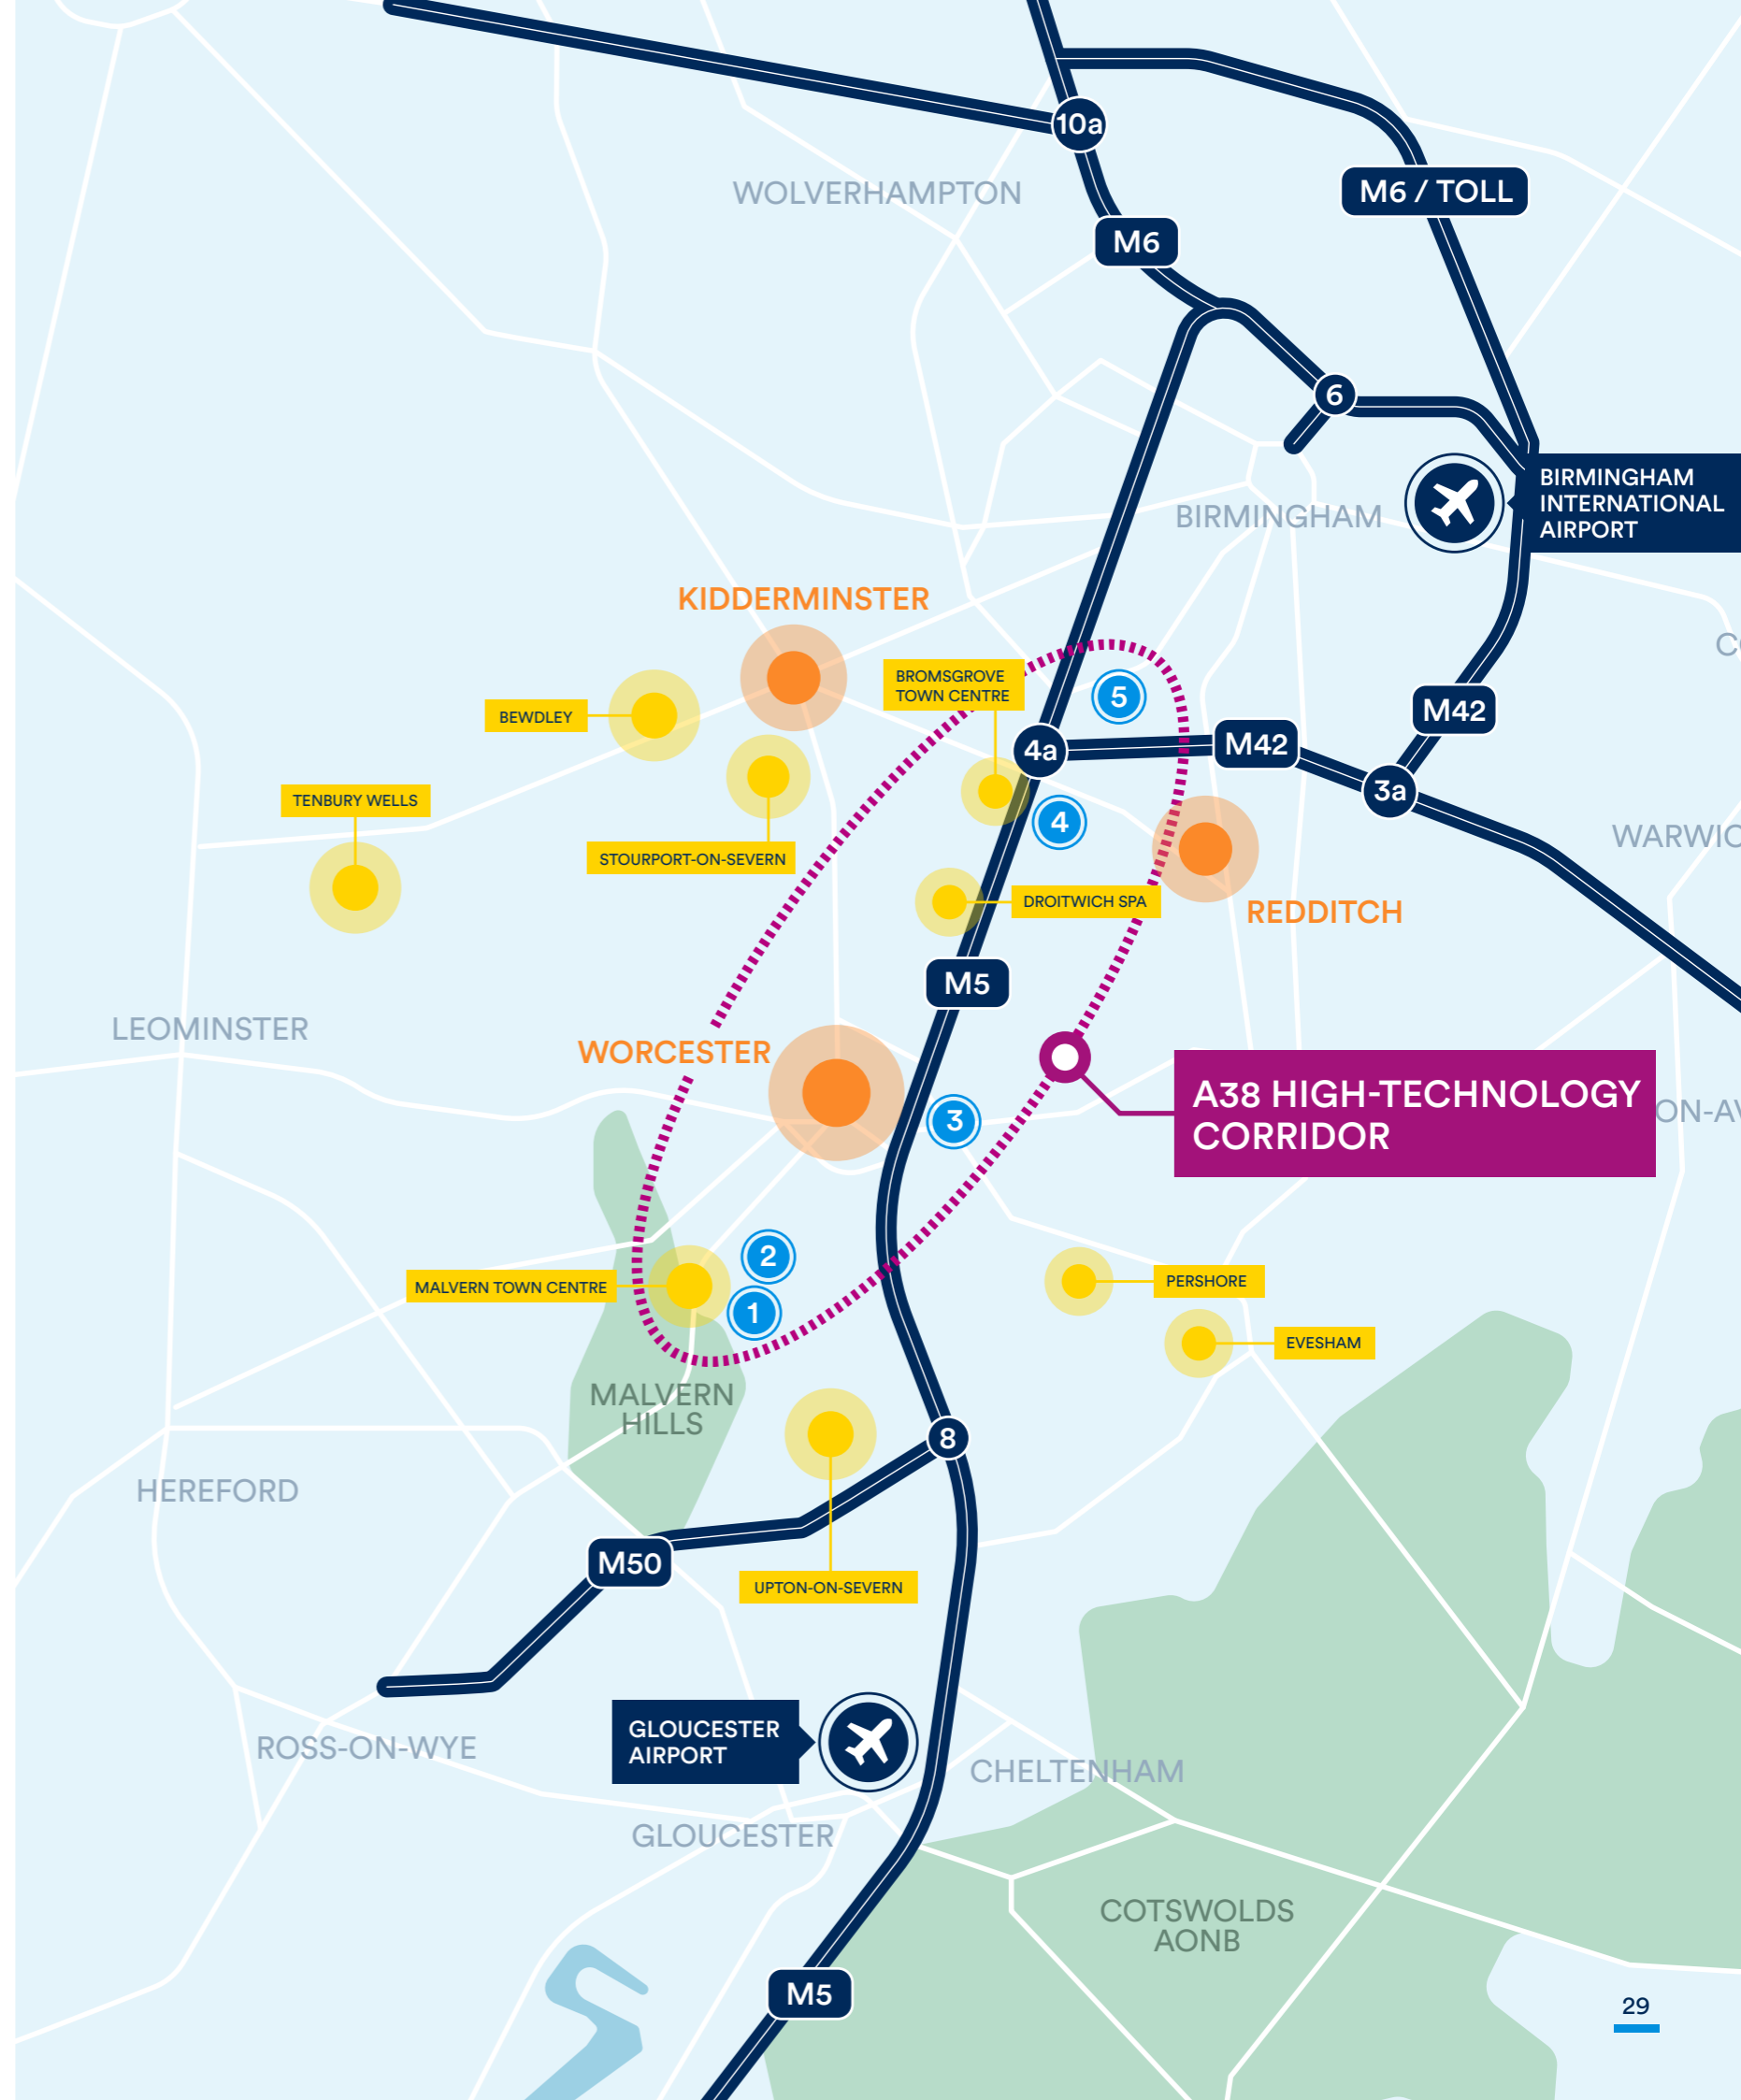 10a
M6 / TOLL
WOLVERHAMPTON
M6
6
BIRMINGHAM
INTERNATIONAL
AIRPORT
BIRMINGHAM
KIDDERMINSTER
BROMSGROVE
TOWN CENTRE
5
BEWDLEY
M42
M42
4a
3a
TENBURY WELLS
4
STOURPORT-ON-SEVERN
DROITWICH SPA
REDDITCH
M5
LEOMINSTER
WORCESTER
A38 HIGH-TECHNOLOGY
CORRIDOR
3
2
MALVERN TOWN CENTRE
1
PERSHORE
EVESHAM
MALVERN
HILLS
8
HEREFORD
M50
UPTON-ON-SEVERN
GLOUCESTER
AIRPORT
ROSS-ON-WYE
CHELTENHAM
GLOUCESTER
COTSWOLDS
AONB
M5
29